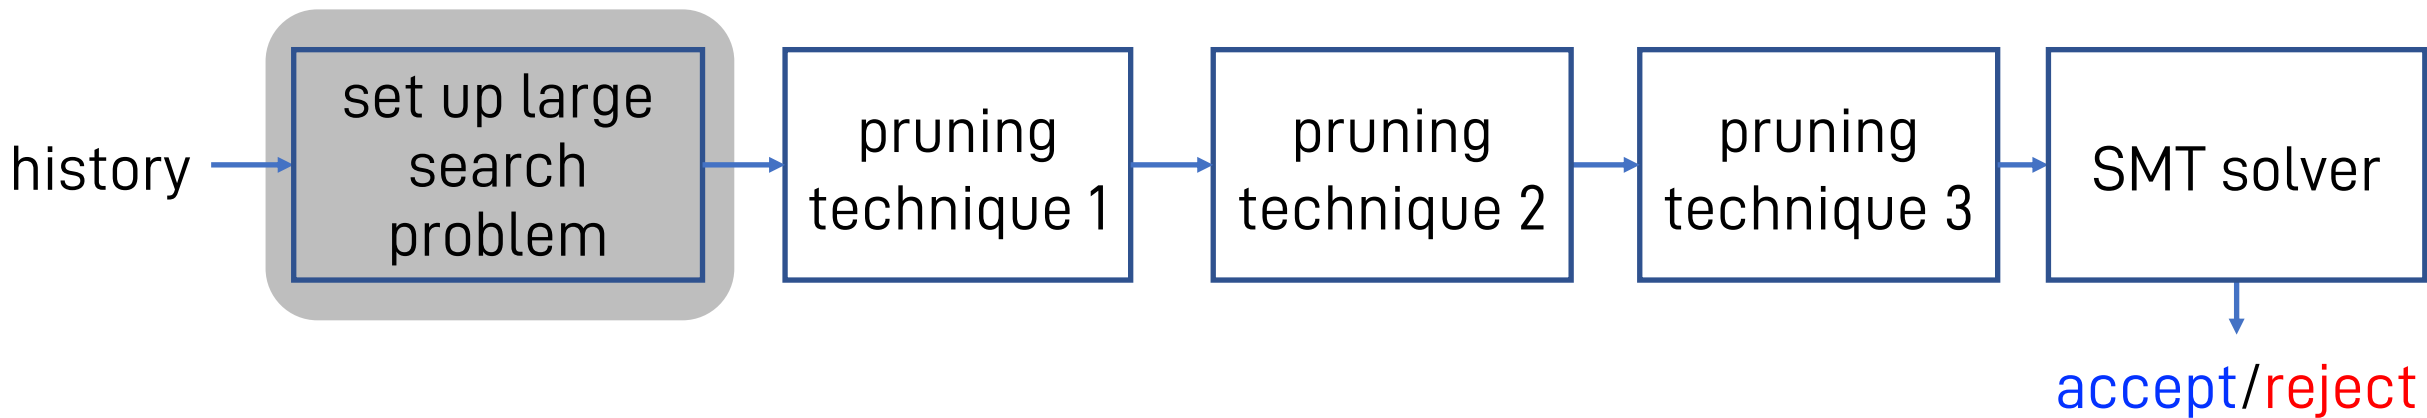 history
set up large
search
problem
pruning
technique 1
pruning
technique 2
pruning
technique 3
SMT solver
accept/reject